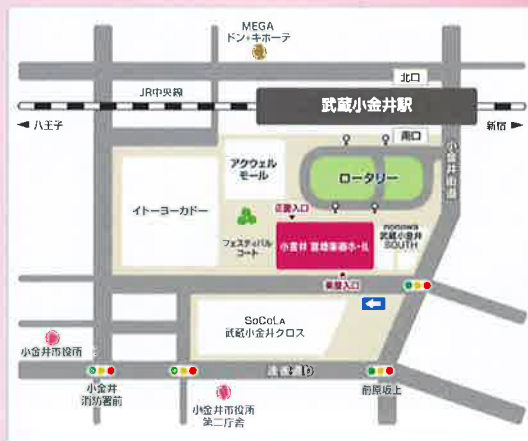 MEGA
ドン・キホーテ
北口
JR中央線
武蔵小金井駅
八王子
新宿
南口
小金井街道
アクウェル
モール
ロータリー
イトーヨーカドー
正面入口
フェスティバル
コート
小金井 宮地楽器ホール
nonowa
武蔵小金井
SOUTH
楽屋入口
SoCoLA
武蔵小金井クロス
小金井市役所
小金井
消防署前
前原坂上
小金井市役所
第二庁舎